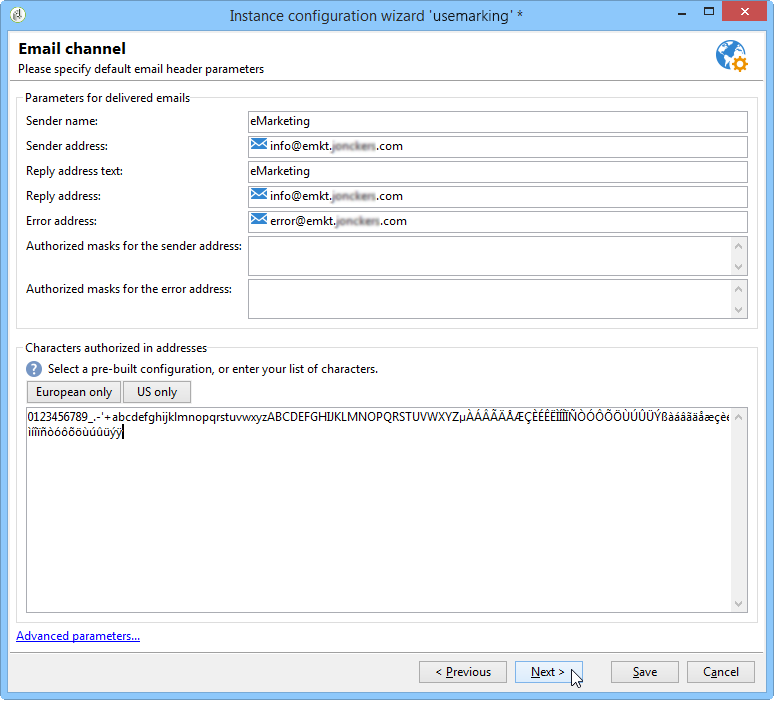 Instance configuration wizard 'usemarking' *
Email channel
Please specify default email header parameters
Parameters for delivered emails
Sender name: eMarketing
Sender address: info@emkt. .com
Reply address text: eMarketing
Reply address: info@emkt. .com
Error address: error@emkt. .com
Authorized masks for the sender address:
Authorized masks for the error address:
Characters authorized in addresses
? Select a pre-built configuration, or enter your list of characters.
European only US only
0123456789_.-'+abcdefghijklmnopqrstuvwxyzABCDEFGHIJKLMNOPQRSTUVWXYZµÀÁÂÃÄÅÆÇÈÉÊËÌÍÎÏÑÒÓÔÕÖÙÚÛÜÝßàáâãäåæçèé
ìíîïñòóôõöùúûüýÿ
Advanced parameters...
< Previous Next > Save Cancel